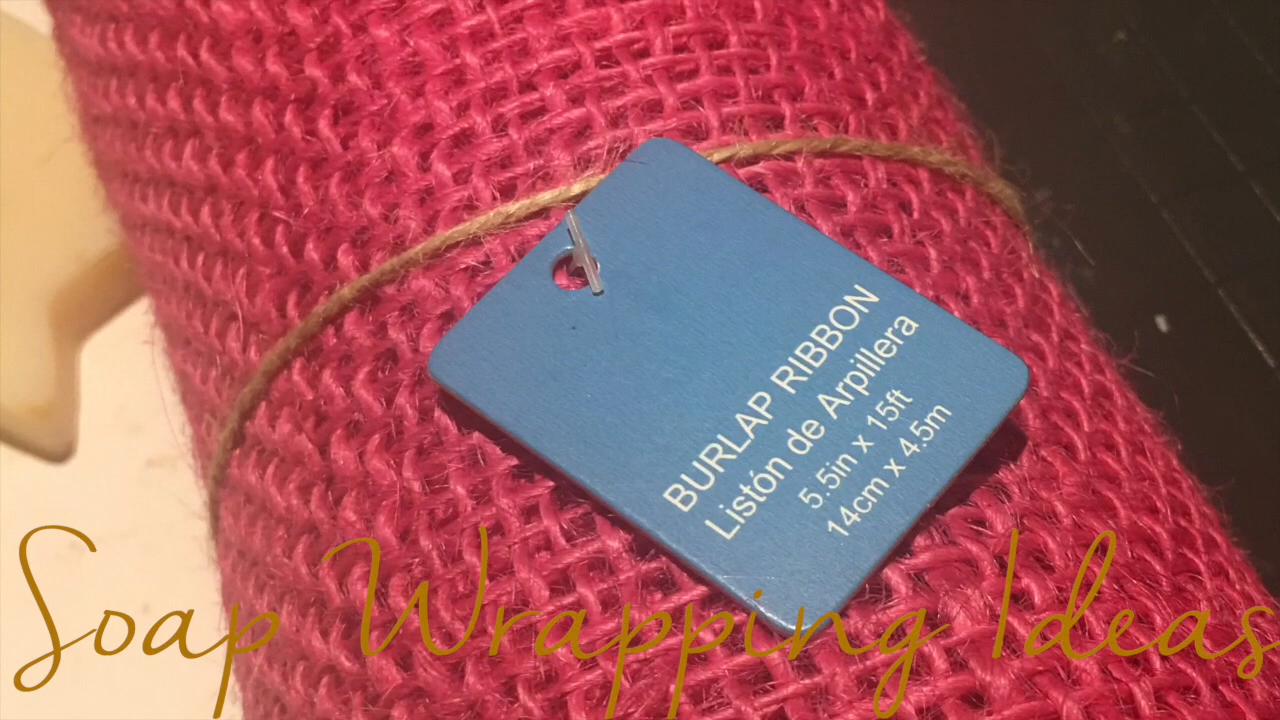 BURLAP RIBBON
Listón de Arpillera
5.5in x 15ft
14cm x 4.5m
Soap Wrapping Ideas